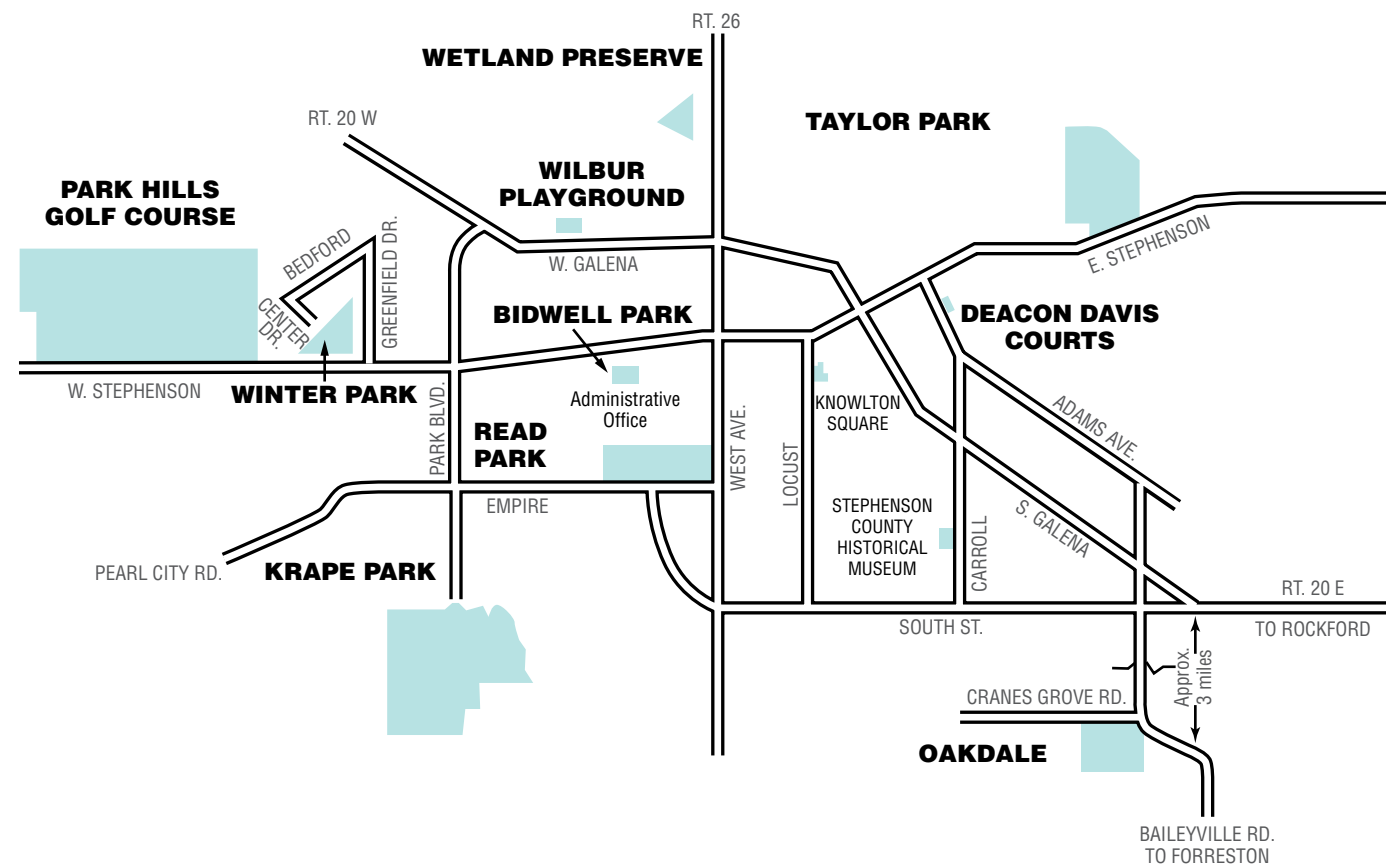 RT. 26
WETLAND PRESERVE
RT. 20 W
TAYLOR PARK
WILBUR
PLAYGROUND
PARK HILLS
GOLF COURSE
BEDFORD
GREENFIELD DR.
CENTER
DR.
W. GALENA
E. STEPHENSON
BIDWELL PARK
DEACON DAVIS
COURTS
W. STEPHENSON
WINTER PARK
PARK BLVD.
Administrative
Office
READ
PARK
KNOWLTON
SQUARE
ADAMS AVE.
WEST AVE.
LOCUST
EMPIRE
STEPHENSON
COUNTY
HISTORICAL
MUSEUM
CARROLL
S. GALENA
PEARL CITY RD.
KRAPE PARK
RT. 20 E
SOUTH ST.
TO ROCKFORD
Approx.
3 miles
CRANES GROVE RD.
OAKDALE
BAILEYVILLE RD.
TO FORRESTON